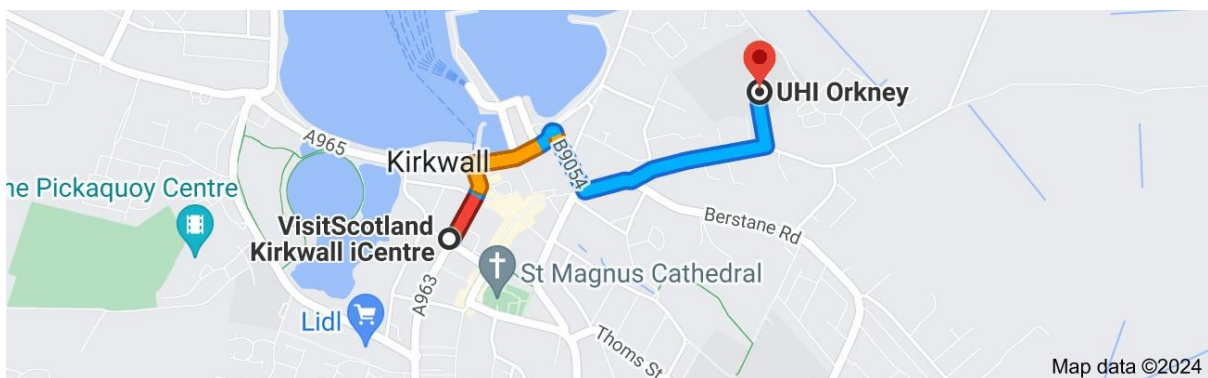 UHI Orkney
A965
B9054
Kirkwall
ne Pickaquoy Centre
VisitScotland
Kirkwall iCentre
Berstane Rd
St Magnus Cathedral
A963
Lidl
Thoms St
Map data ©2024